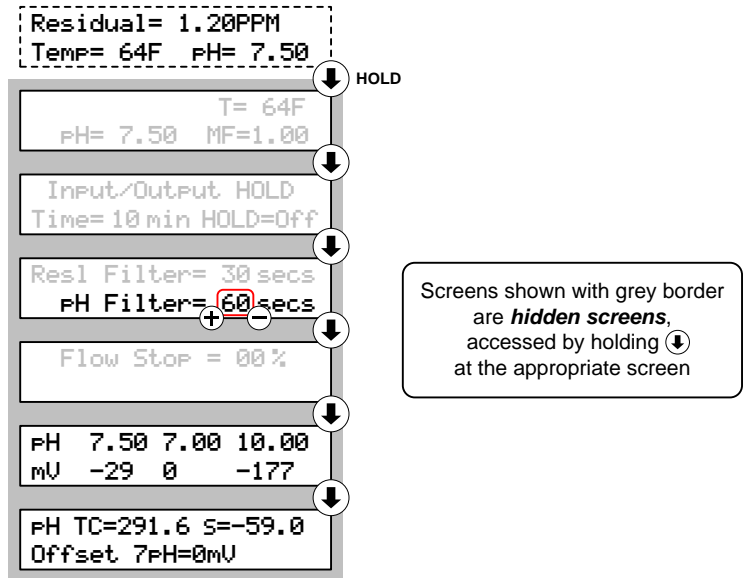 Residual= 1.20PPM
Temp= 64F pH= 7.50
HOLD
T= 64F
pH= 7.50 MF=1.00
Input/Output HOLD
Time= 10 min HOLD=Off
Resl Filter= 30 secs
pH Filter= 60 secs
+ −
Flow Stop = 00%
pH 7.50 7.00 10.00
mV -29 0 -177
pH TC=291.6 S=-59.0
Offset 7pH=0mV
Screens shown with grey border
are hidden screens,
accessed by holding ⬇
at the appropriate screen